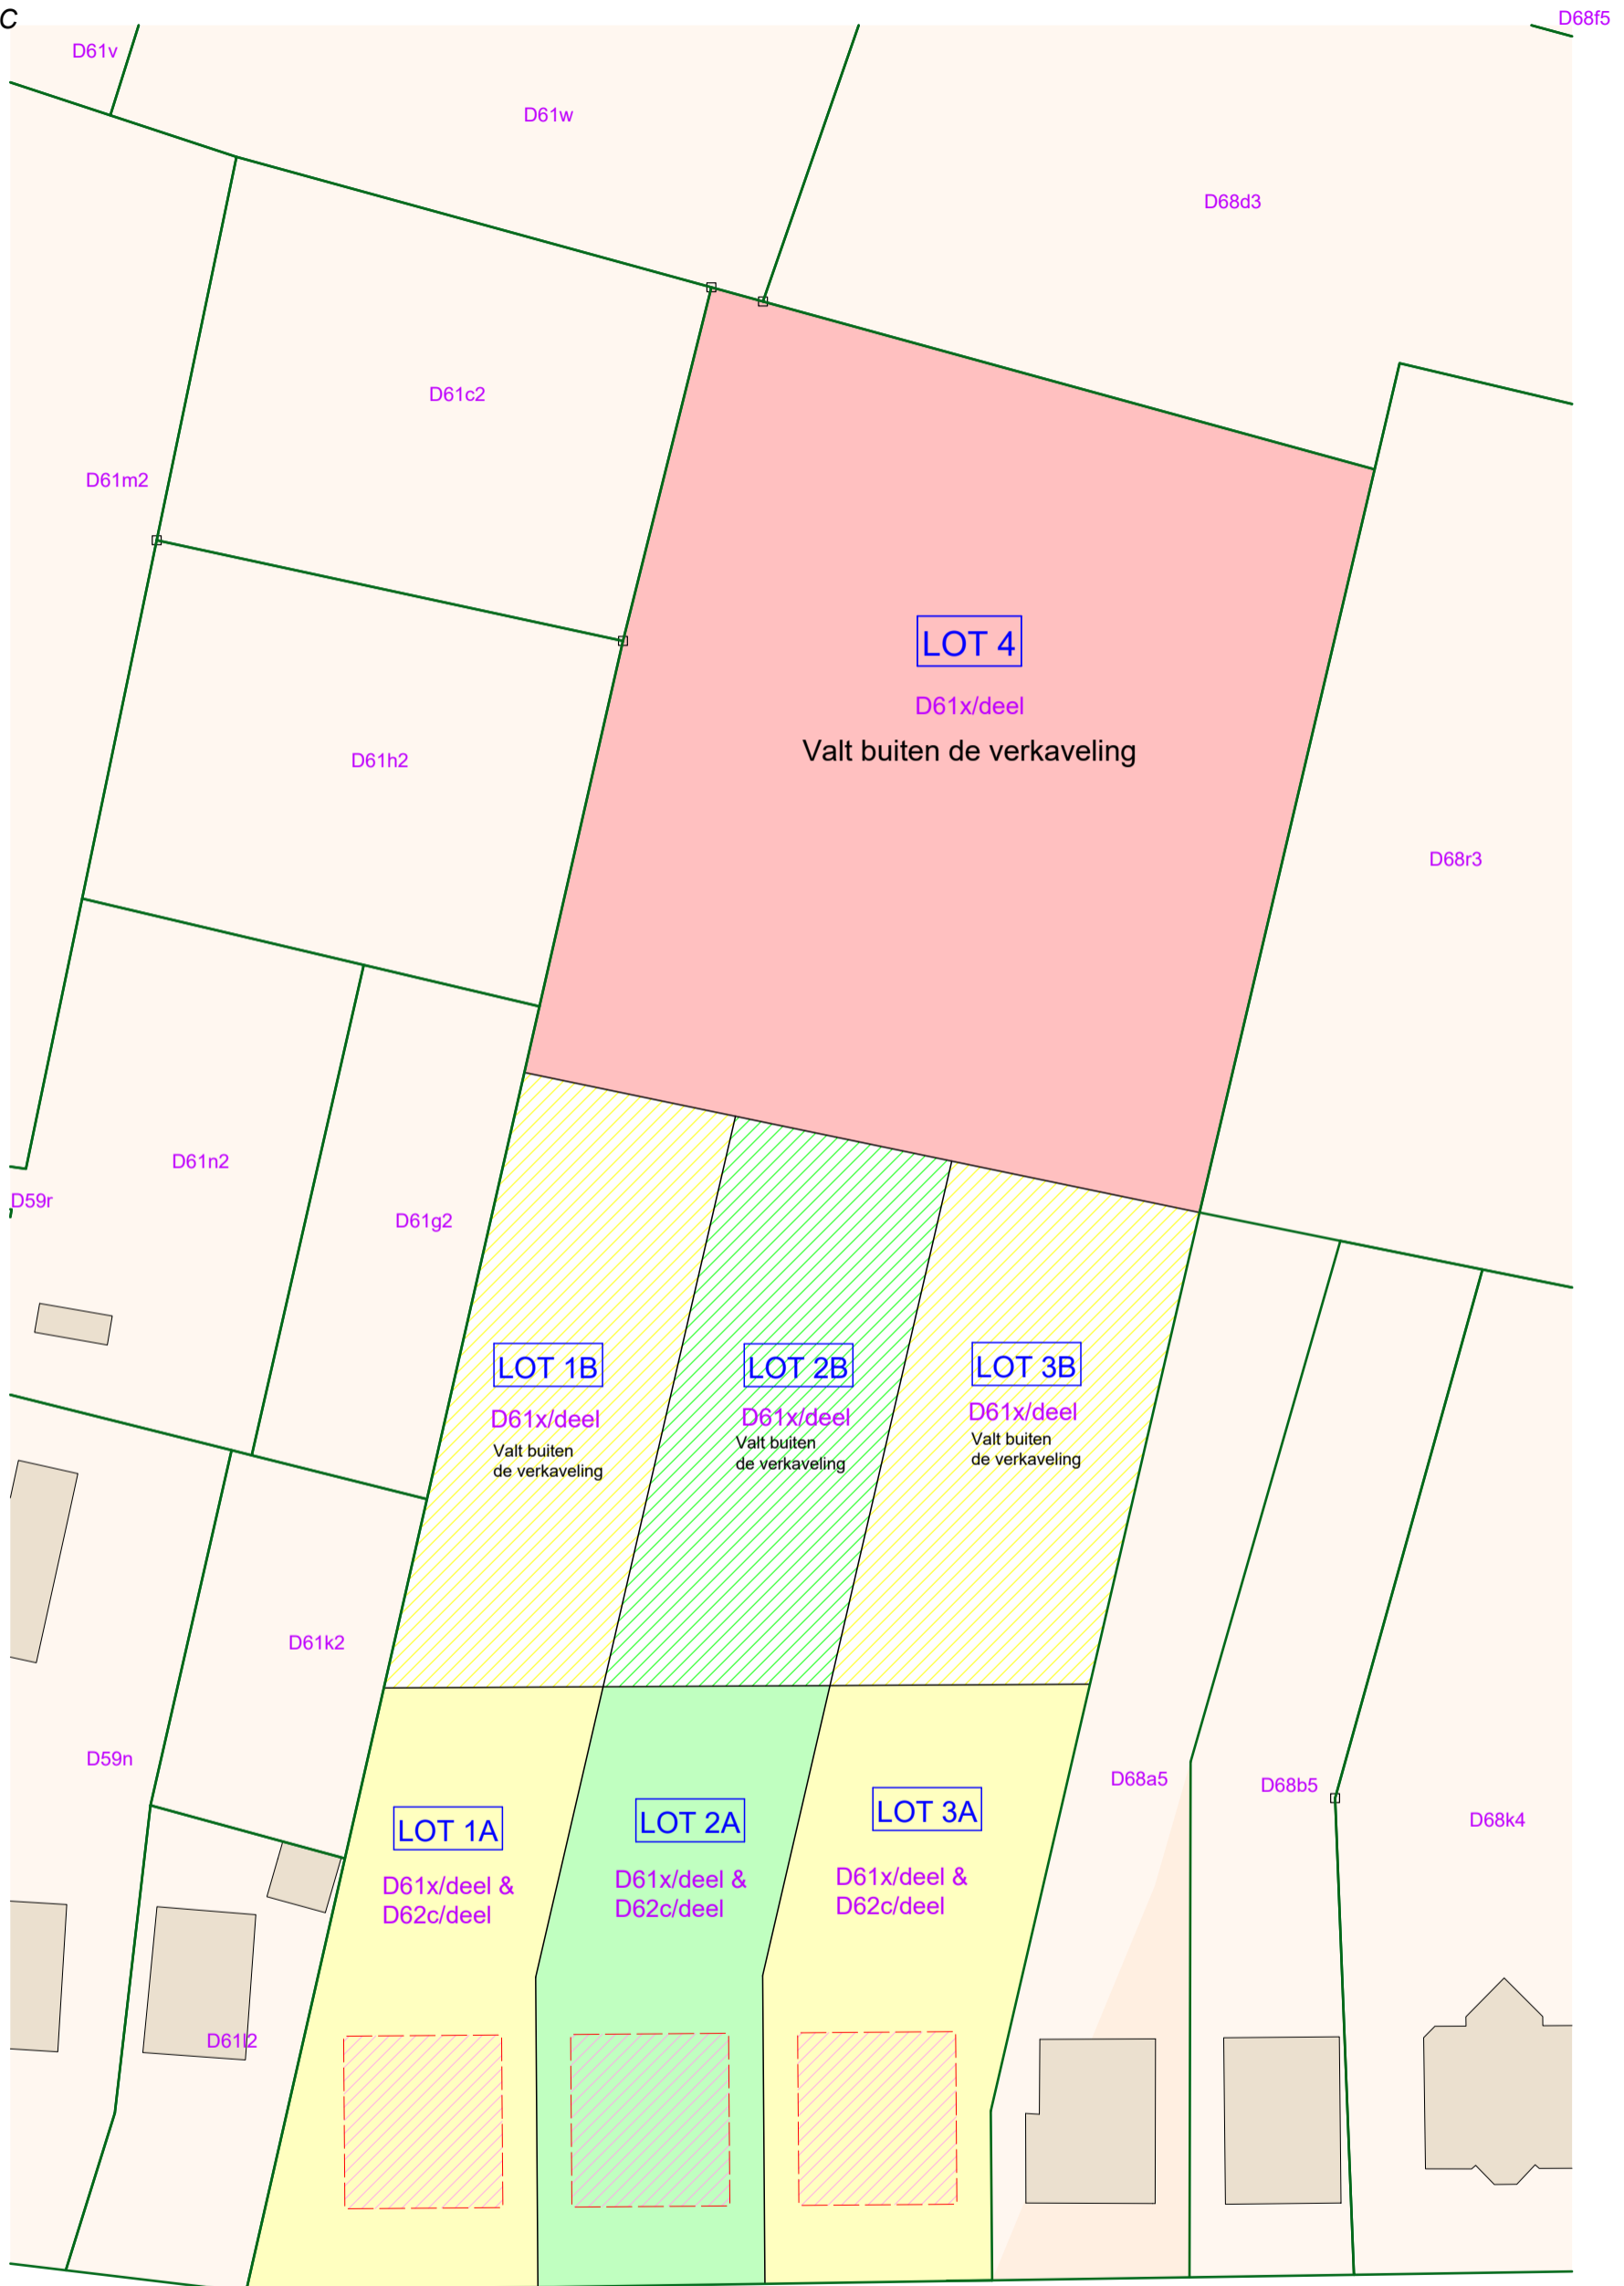 C
D68f5
D61v
D61w
D68d3
D61c2
D61m2
LOT 4
D61x/deel
Valt buiten de verkaveling
D61h2
D68r3
D61n2
D59r
D61g2
LOT 1B
D61x/deel
Valt buiten
de verkaveling
LOT 2B
D61x/deel
Valt buiten
de verkaveling
LOT 3B
D61x/deel
Valt buiten
de verkaveling
D61k2
D59n
D68a5
D68b5
D68k4
LOT 1A
D61x/deel &
D62c/deel
LOT 2A
D61x/deel &
D62c/deel
LOT 3A
D61x/deel &
D62c/deel
D61l2